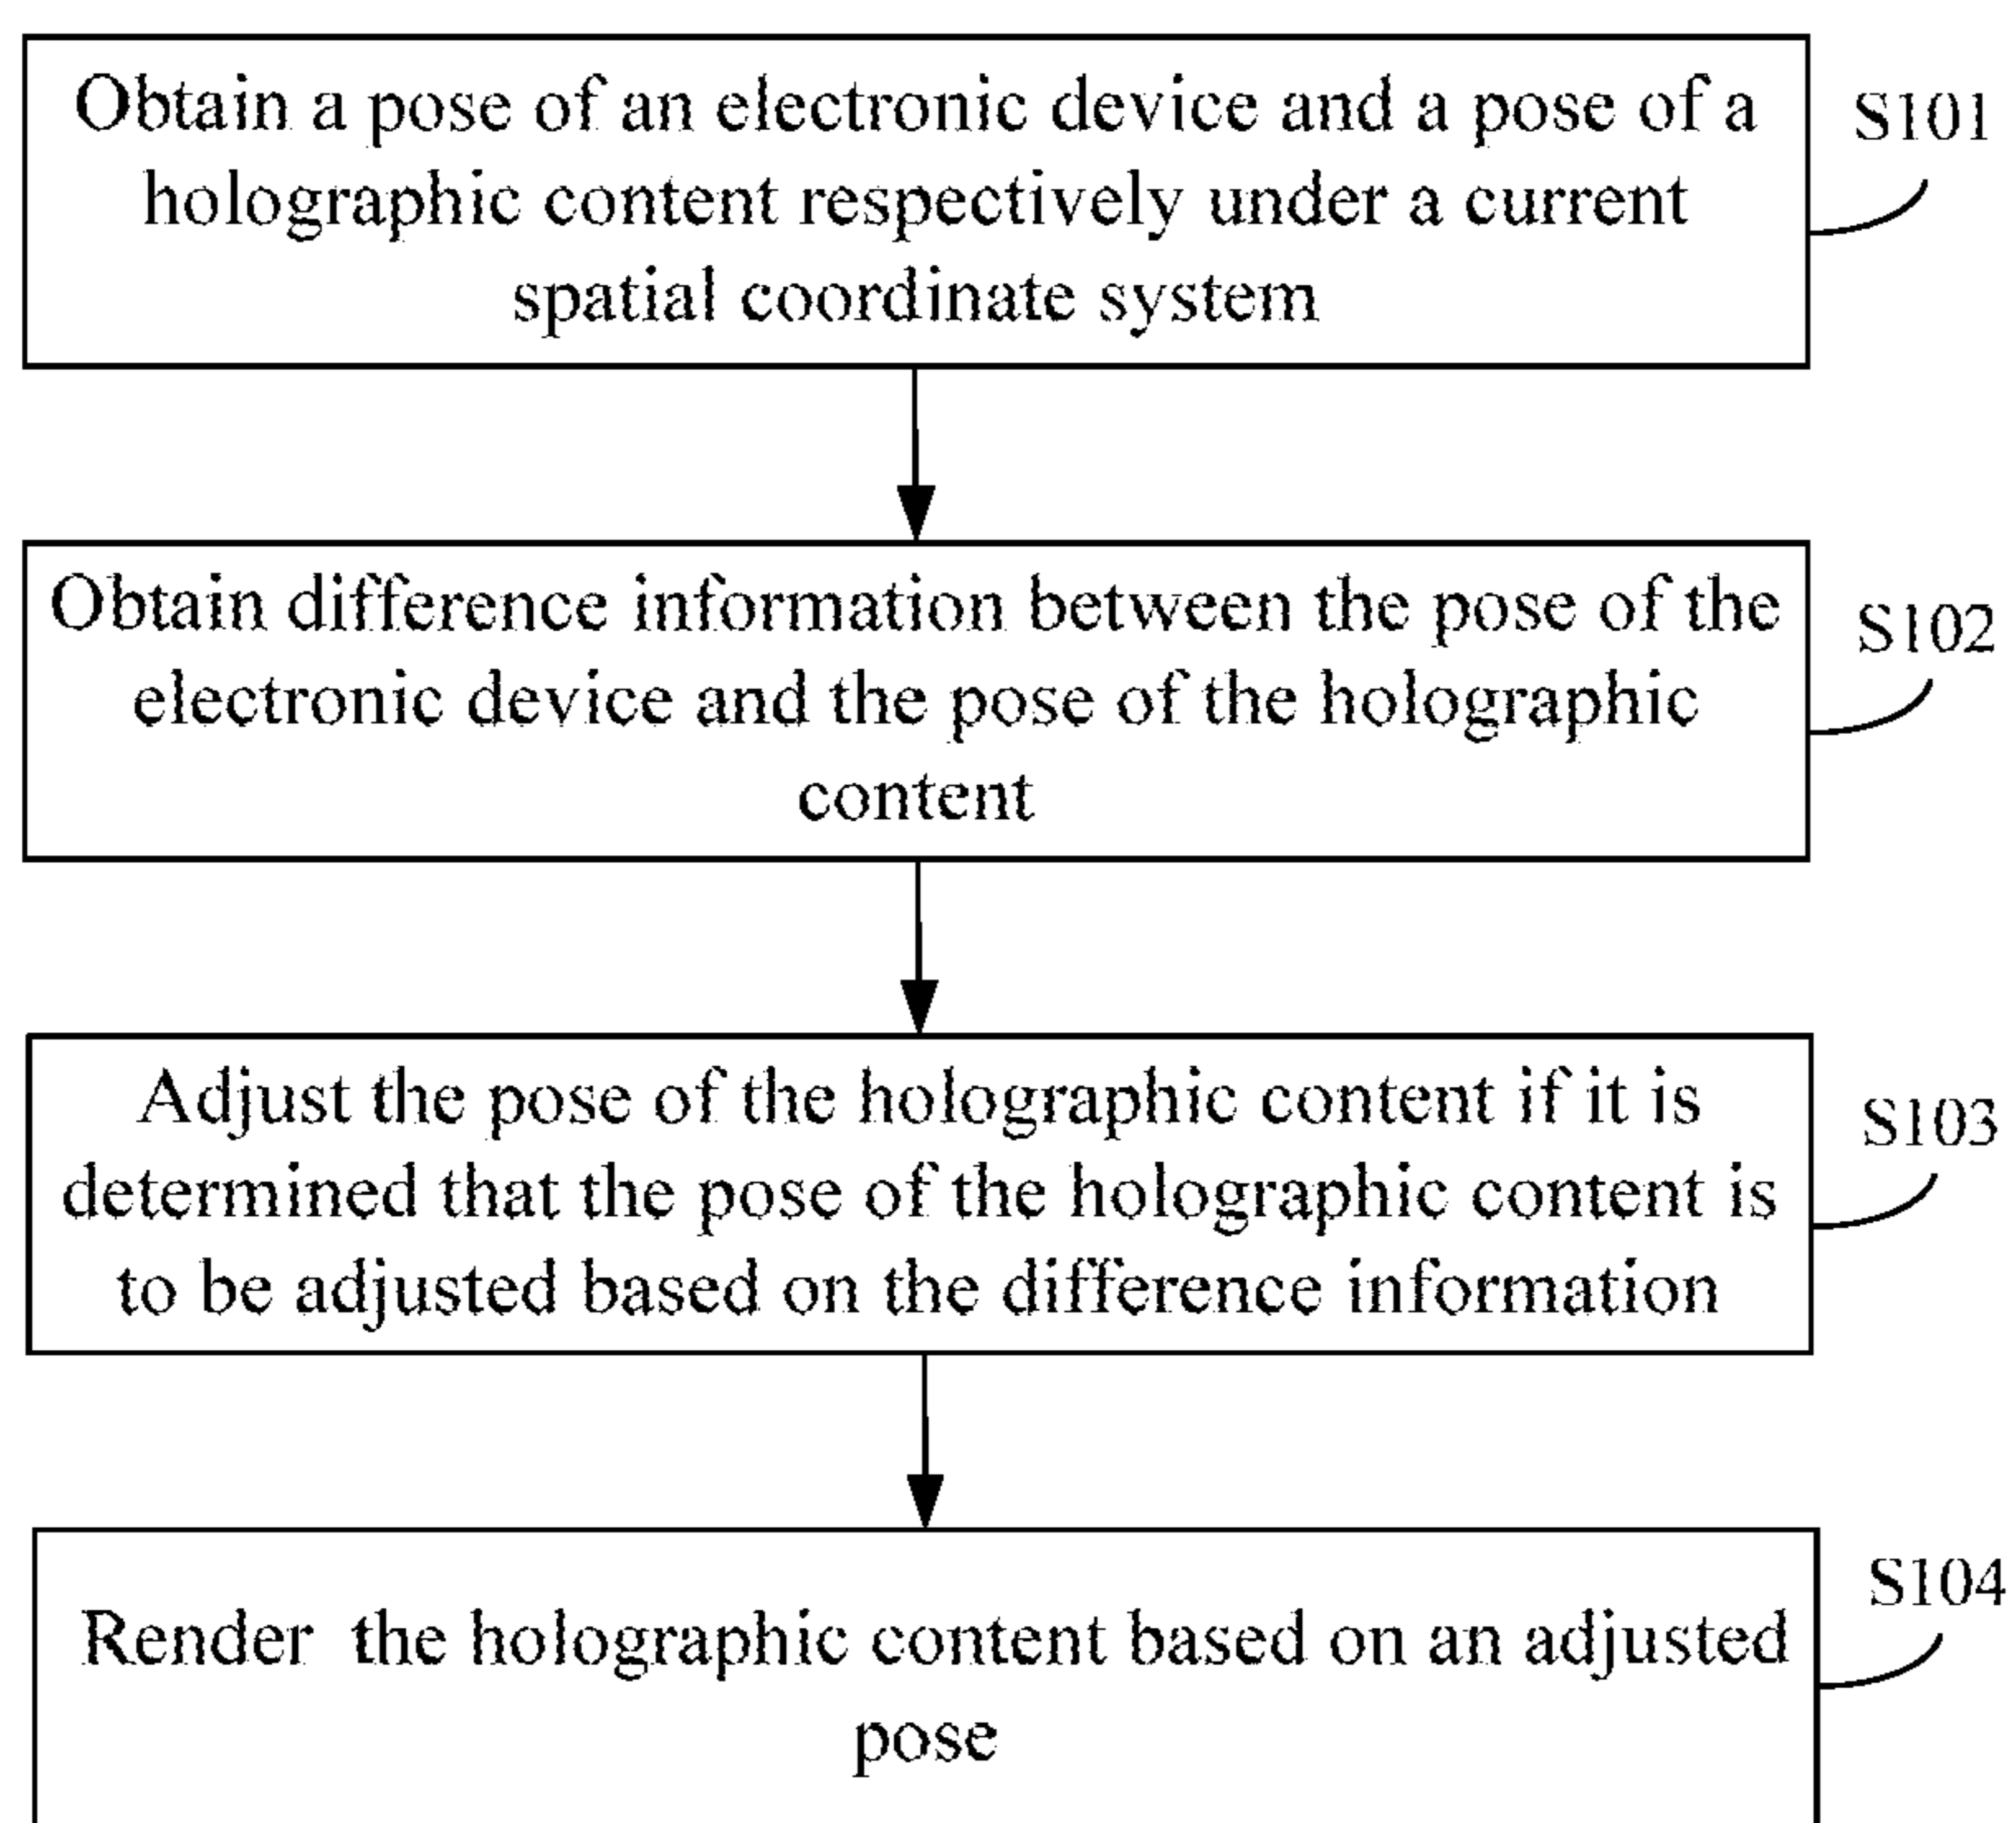 Obtain a pose of an electronic device and a pose of a
holographic content respectively under a current
spatial coordinate system
S101
Obtain difference information between the pose of the
electronic device and the pose of the holographic
content
S102
Adjust the pose of the holographic content if it is
determined that the pose of the holographic content is
to be adjusted based on the difference information
S103
Render the holographic content based on an adjusted
pose
S104